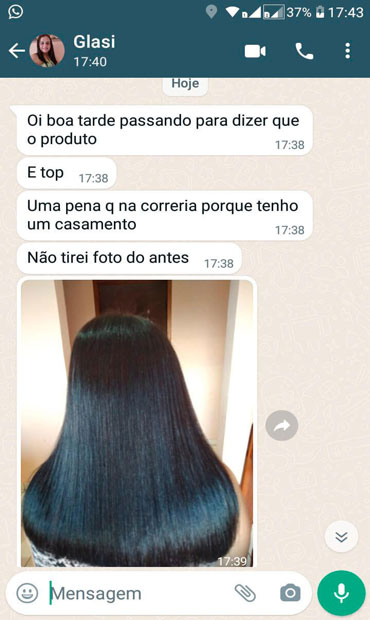 37% 17:43
Glasi
17:40
Hoje
Oi boa tarde passando para dizer que
o produto
17:38
E top 17:38
Uma pena q na correria porque tenho
um casamento
17:38
Não tirei foto do antes 17:38
17:39
Mensagem